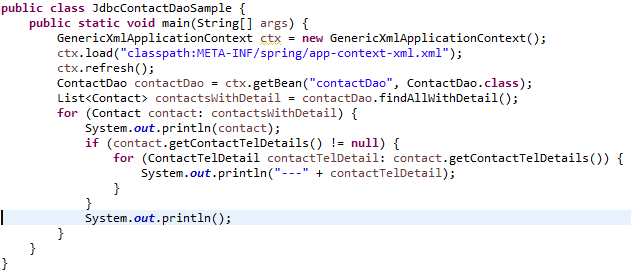 public class JdbcContactDaoSample {
    public static void main(String[] args) {
        GenericXmlApplicationContext ctx = new GenericXmlApplicationContext();
        ctx.load("classpath:META-INF/spring/app-context-xml.xml");
        ctx.refresh();
        ContactDao contactDao = ctx.getBean("contactDao", ContactDao.class);
        List<Contact> contactsWithDetail = contactDao.findAllWithDetail();
        for (Contact contact: contactsWithDetail) {
            System.out.println(contact);
            if (contact.getContactTelDetails() != null) {
                for (ContactTelDetail contactTelDetail: contact.getContactTelDetails()) {
                    System.out.println("---" + contactTelDetail);
                }
            }
            System.out.println();
        }
    }
}